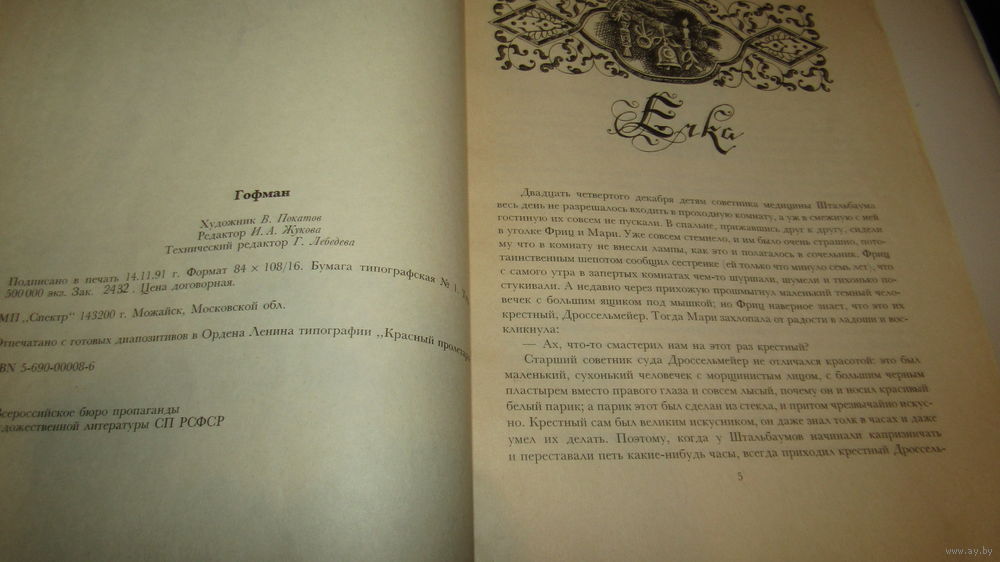 Гофман
Художник В. Покатов
Редактор И. А. Жукова
Технический редактор Г. Лебедева
Подписано в печать 14.11.91 г. Формат 84 × 108/16. Бумага типографская № 1.
500 000 экз. Зак. 2432. Цена договорная.
МП „Спектр" 143200 г. Можайск, Московской обл.
Отпечатано с готовых диапозитивов в Ордена Ленина типографии „Красный пролетар
BN 5-690-00008-6
Всероссийское бюро пропаганды
удожественной литературы СП РСФСР
Елка
Двадцать четвертого декабря детям советника медицины Штальбаума
весь день не разрешалось входить в проходную комнату, а уж в смежную с ней
гостиную их совсем не пускали. В спальне, прижавшись друг к другу, сидели
в уголке Фриц и Мари. Уже совсем стемнело, и им было очень страшно, пото-
му что в комнату не внесли лампы, как это и полагалось в сочельник. Фриц
таинственным шепотом сообщил сестренке (ей только что минуло семь лет), что
с самого утра в запертых комнатах чем-то шуршали, шумели и тихонько по-
стукивали. А недавно через прихожую прошмыгнул маленький темный чело-
вечек с большим ящиком под мышкой; но Фриц наверное знает, что это их
крестный, Дроссельмейер. Тогда Мари захлопала от радости в ладоши и вос-
кликнула:
— Ах, что-то смастерил нам на этот раз крестный?
Старший советник суда Дроссельмейер не отличался красотой: это был
маленький, сухонький человечек с морщинистым лицом, с большим черным
пластырем вместо правого глаза и совсем лысый, почему он и носил красивый
белый парик; а парик этот был сделан из стекла, и притом чрезвычайно искус-
но. Крестный сам был великим искусником, он даже знал толк в часах и даже
умел их делать. Поэтому, когда у Штальбаумов начинали капризничать
и переставали петь какие-нибудь часы, всегда приходил крестный Дроссель-
5
www.ay.by